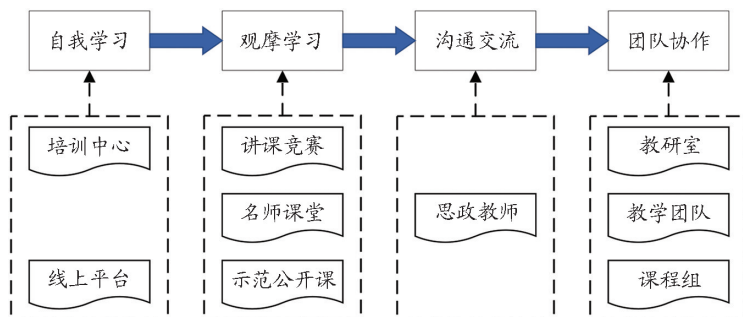 自我学习
观摩学习
沟通交流
团队协作
培训中心
讲课竞赛
教研室
名师课堂
思政教师
教学团队
线上平台
示范公开课
课程组